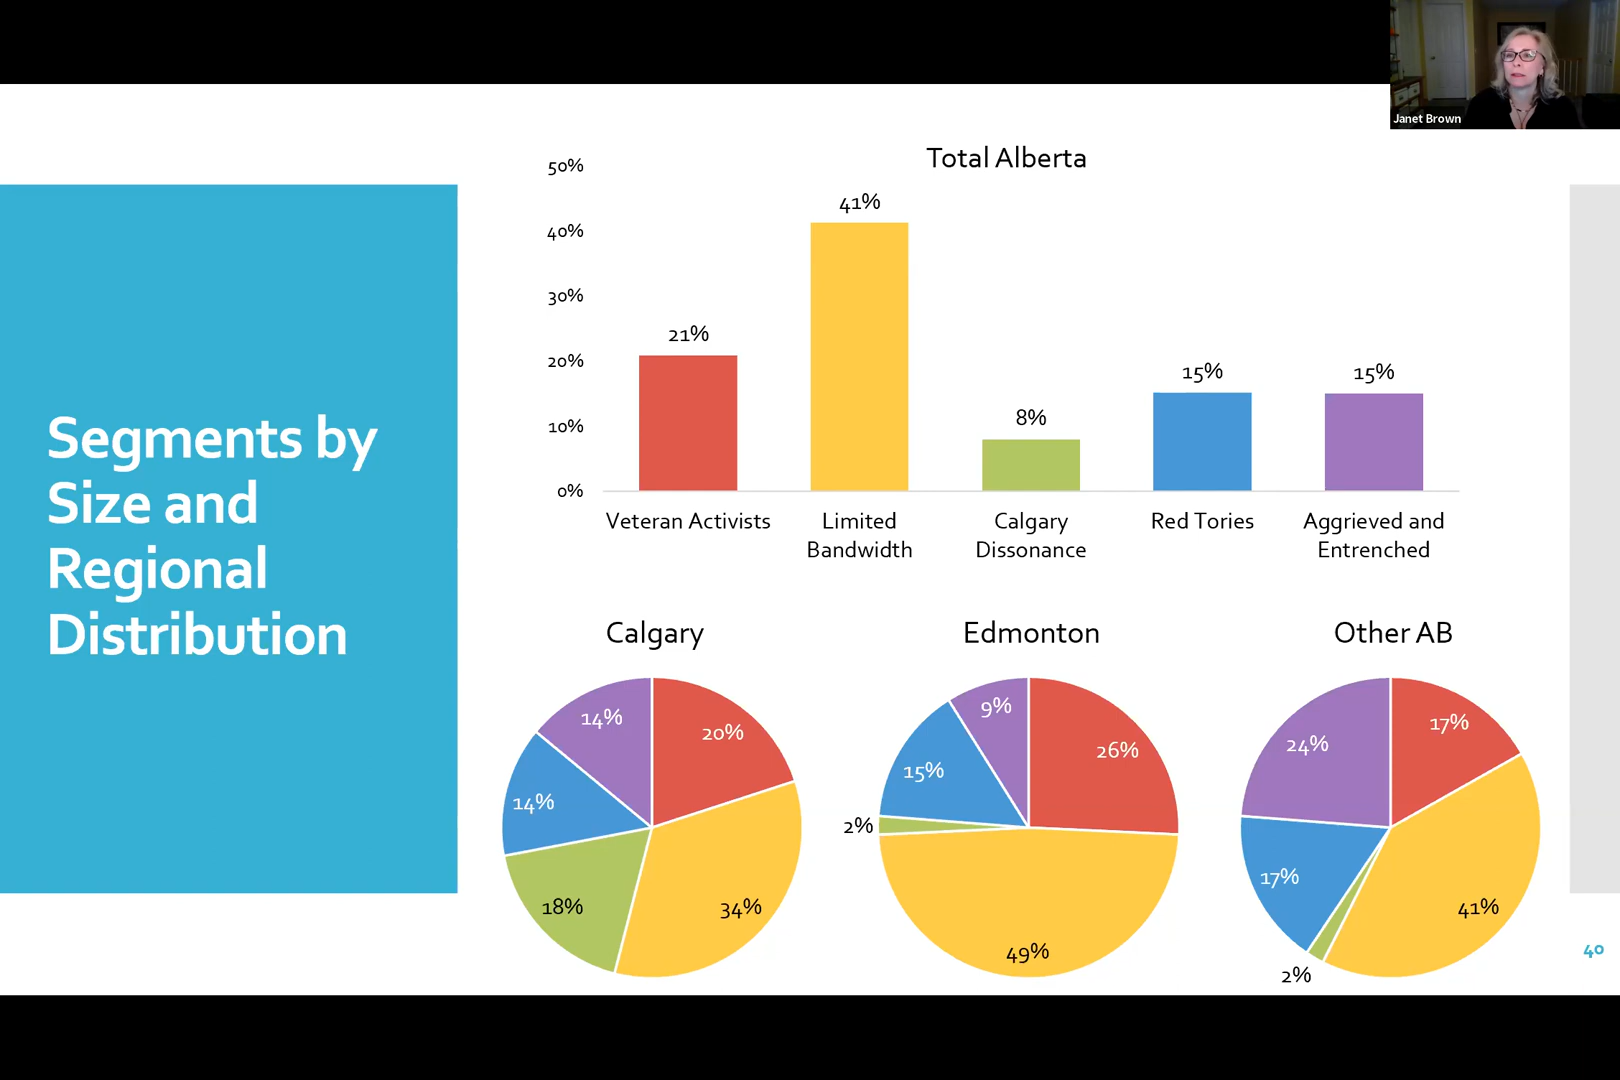 Janet Brown
Segments by
Size and
Regional
Distribution
Total Alberta
50%
40%
30%
20%
10%
0%
21%
41%
8%
15%
15%
Veteran Activists
Limited
Bandwidth
Calgary
Dissonance
Red Tories
Aggrieved and
Entrenched
Calgary
14%
20%
14%
18%
34%
Edmonton
9%
26%
15%
2%
49%
Other AB
17%
24%
17%
41%
2%
40